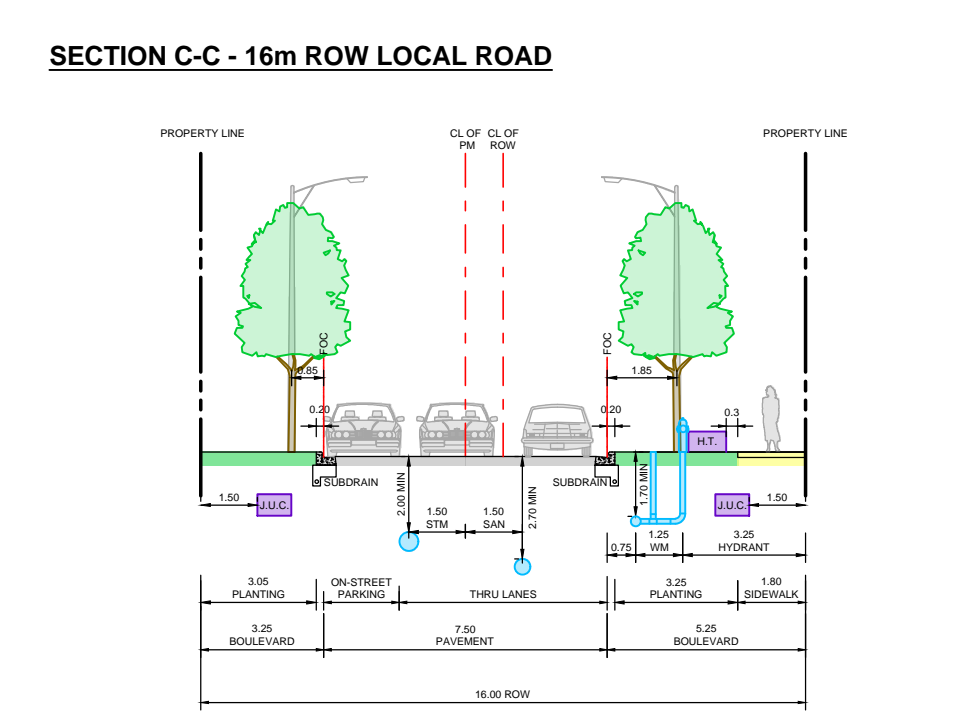 SECTION C-C - 16m ROW LOCAL ROAD
PROPERTY LINE
CL OF PM
CL OF ROW
PROPERTY LINE
FOC
FOC
0.85
1.85
0.20
0.20
0.3
H.T.
SUBDRAIN
SUBDRAIN
2.00 MIN
2.70 MIN
1.70 MIN
1.50
J.U.C.
1.50
STM
1.50
SAN
J.U.C.
1.50
0.75
1.25
WM
3.25
HYDRANT
3.05
PLANTING
ON-STREET
PARKING
THRU LANES
3.25
PLANTING
1.80
SIDEWALK
3.25
BOULEVARD
7.50
PAVEMENT
5.25
BOULEVARD
16.00 ROW